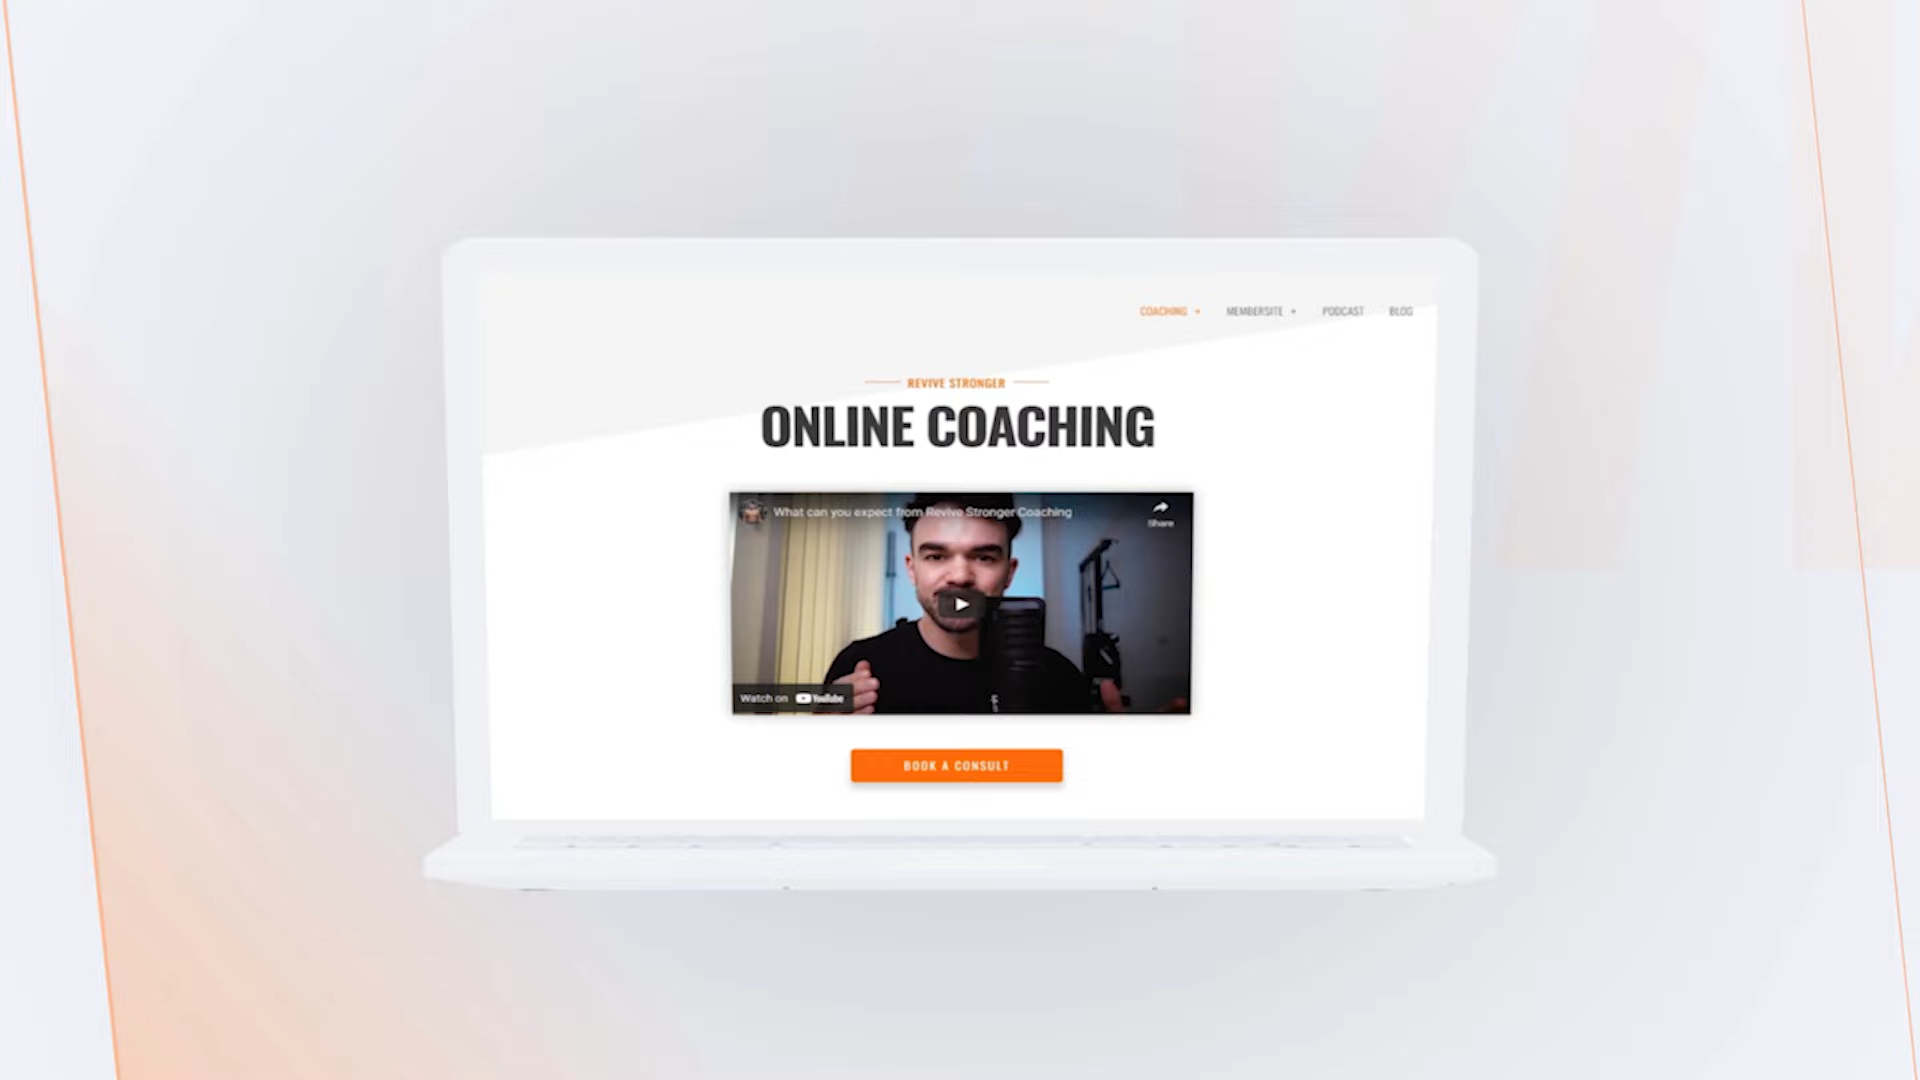 COACHING MEMBERSITE PODCAST BLOG
REVIVE STRONGER
ONLINE COACHING
What can you expect from Revive Stronger Coaching
Share
Watch on YouTube
BOOK A CONSULT